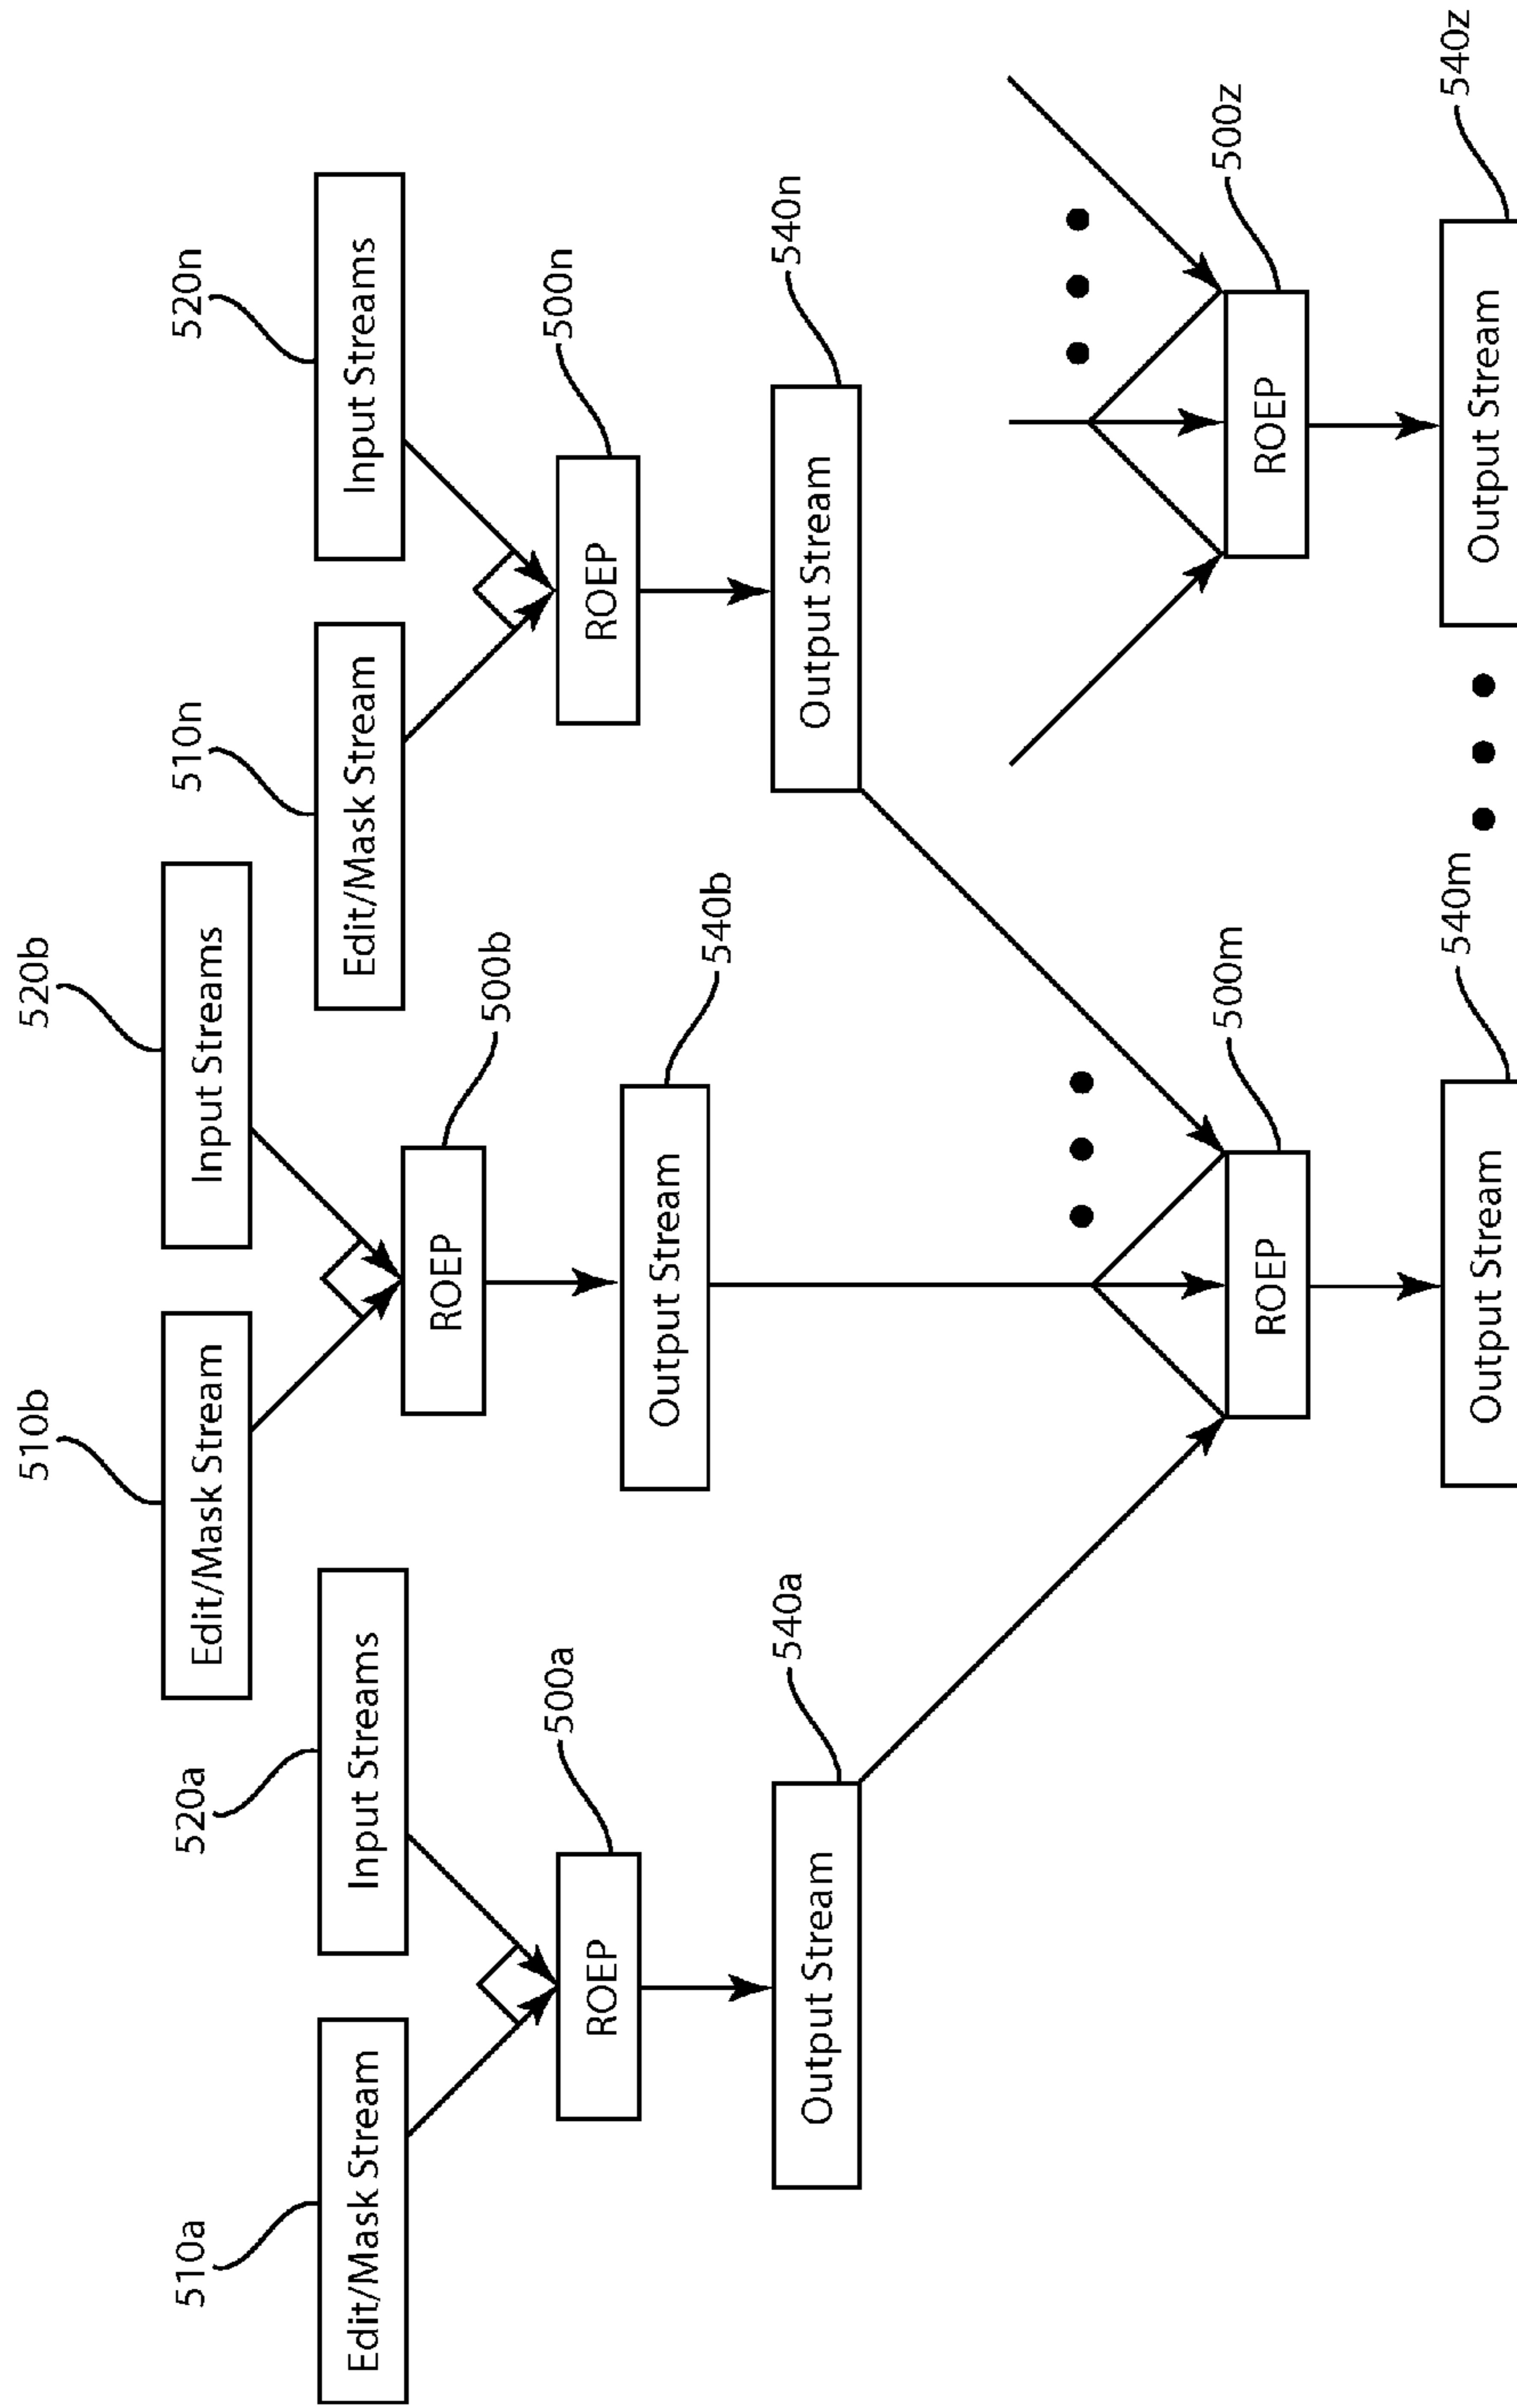 510b
520b
Edit/Mask Stream
Input Streams
510a
520a
510n
520n
Edit/Mask Stream
Input Streams
Edit/Mask Stream
Input Streams
ROEP
500b
ROEP
500a
ROEP
500n
Output Stream
540b
Output Stream
540a
Output Stream
540n
ROEP
500m
ROEP
500z
Output Stream
540m
Output Stream
540z